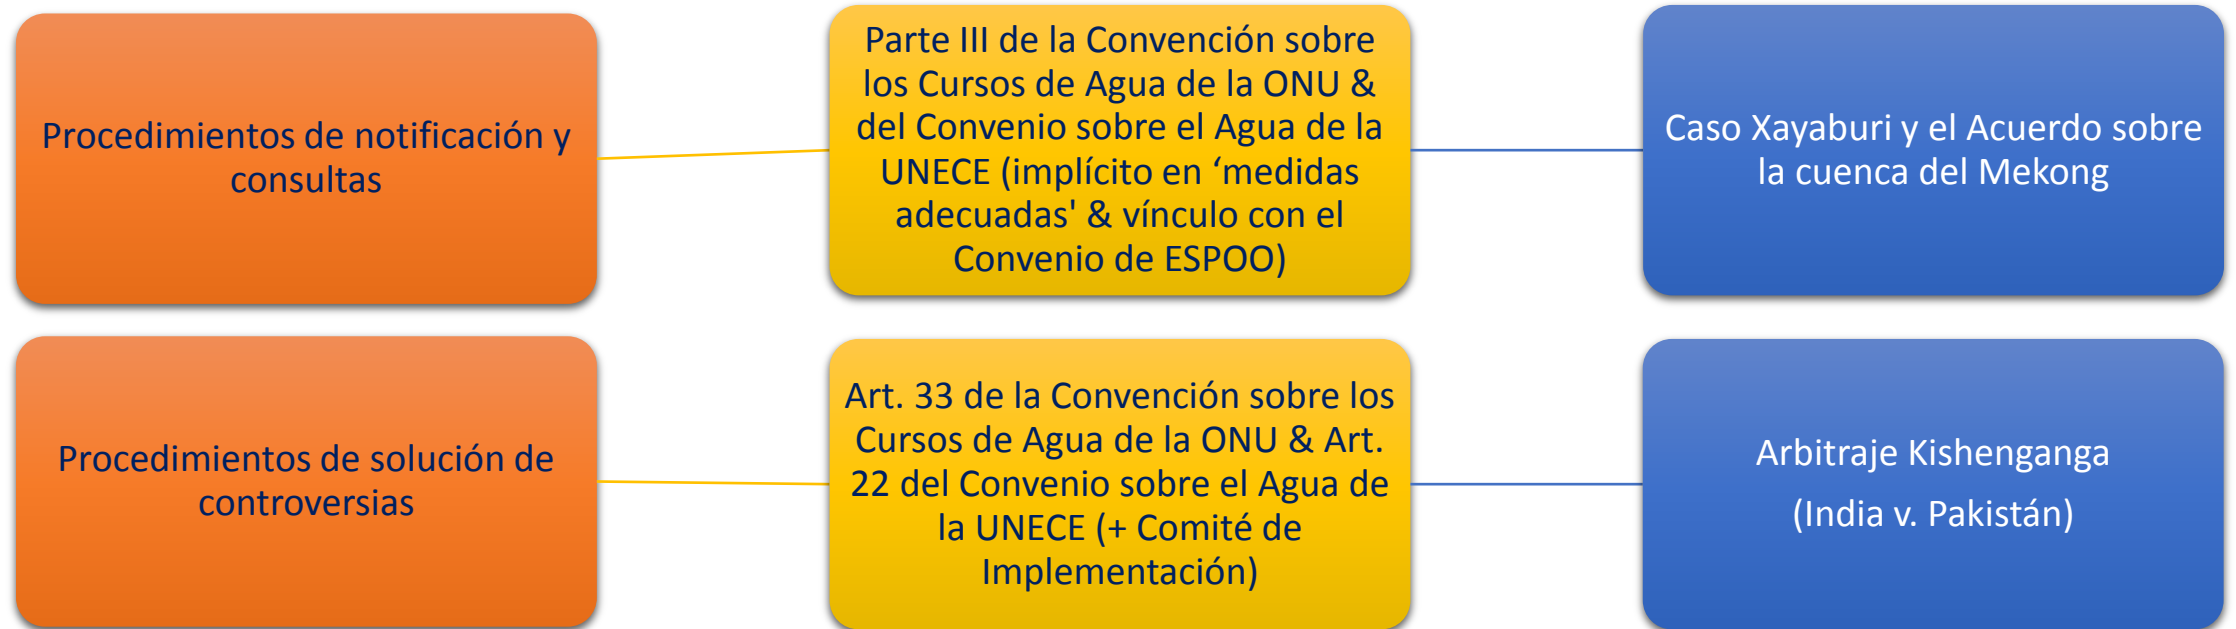 Procedimientos de notificación y
consultas
Parte III de la Convención sobre
los Cursos de Agua de la ONU &
del Convenio sobre el Agua de la
UNECE (implícito en ‘medidas
adecuadas' & vínculo con el
Convenio de ESPOO)
Caso Xayaburi y el Acuerdo sobre
la cuenca del Mekong
Procedimientos de solución de
controversias
Art. 33 de la Convención sobre los
Cursos de Agua de la ONU & Art.
22 del Convenio sobre el Agua de
la UNECE (+ Comité de
Implementación)
Arbitraje Kishenganga
(India v. Pakistán)